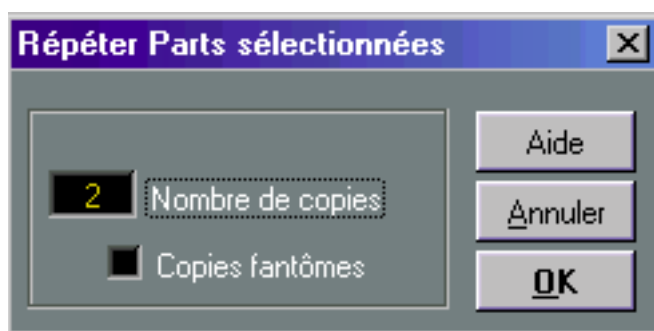 Répéter Parts sélectionnées
2 Nombre de copies
Copies fantômes
Aide
Annuler
OK